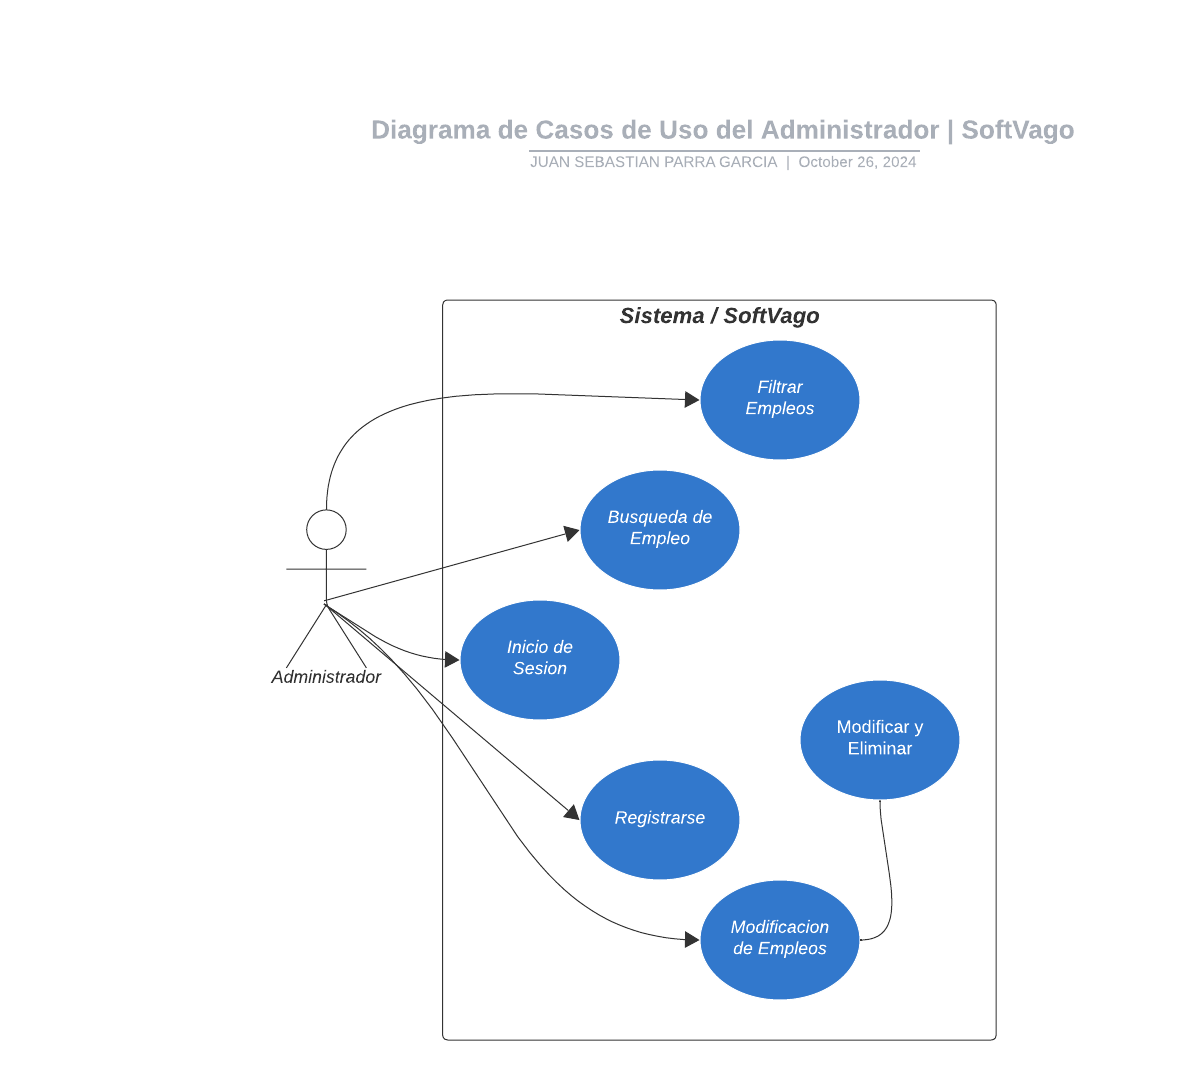 Diagrama de Casos de Uso del Administrador | SoftVago
JUAN SEBASTIAN PARRA GARCIA | October 26, 2024
Sistema / SoftVago
Filtrar
Empleos
Busqueda de
Empleo
Inicio de
Sesion
Administrador
Modificar y
Eliminar
Registrarse
Modificacion
de Empleos